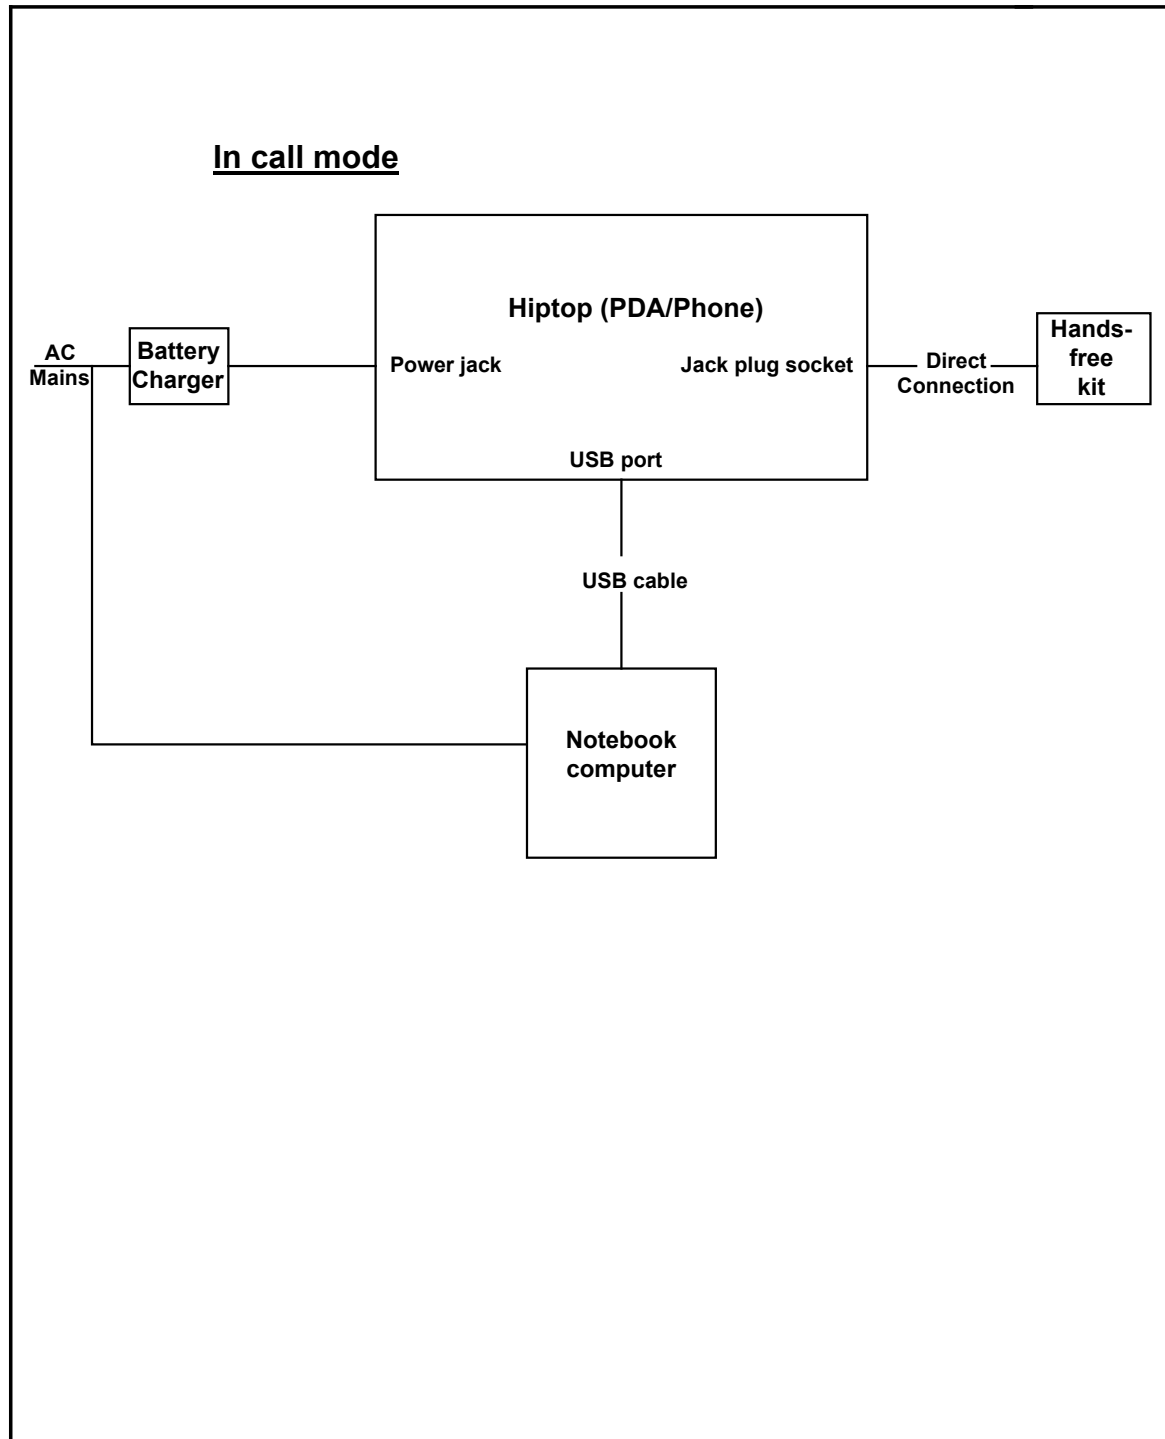 In call mode
Hiptop (PDA/Phone)
AC
Mains
Battery
Charger
Power jack
Jack plug socket
Direct
Connection
Hands-
free
kit
USB port
USB cable
Notebook
computer